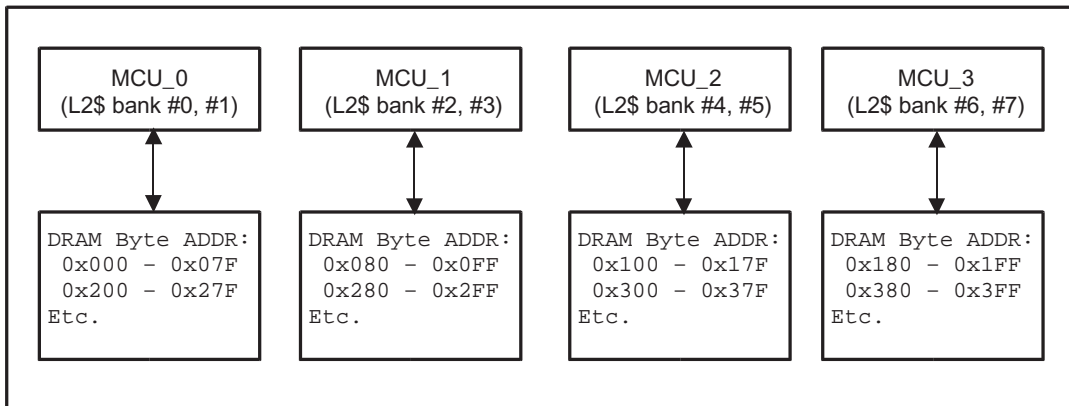 MCU_0
(L2$ bank #0, #1)
MCU_1
(L2$ bank #2, #3)
MCU_2
(L2$ bank #4, #5)
MCU_3
(L2$ bank #6, #7)
DRAM Byte ADDR:
0x000 – 0x07F
0x200 – 0x27F
Etc.
DRAM Byte ADDR:
0x080 – 0x0FF
0x280 – 0x2FF
Etc.
DRAM Byte ADDR:
0x100 – 0x17F
0x300 – 0x37F
Etc.
DRAM Byte ADDR:
0x180 – 0x1FF
0x380 – 0x3FF
Etc.